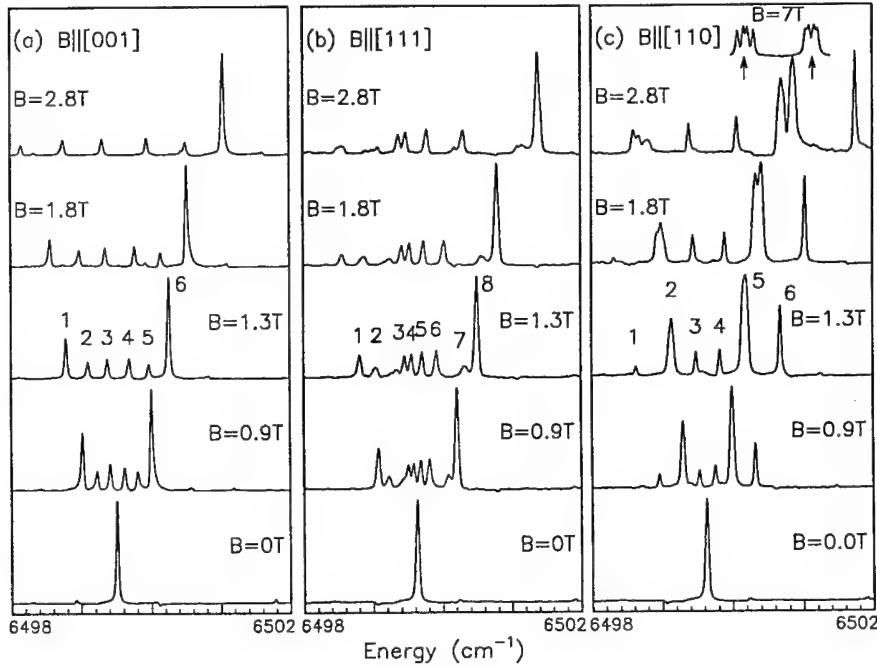 (a) B||[001]
B=2.8T
B=1.8T
6
1
2 3 4 5
B=1.3T
B=0.9T
B=0T
6498
(b) B||[111]
B=2.8T
B=1.8T
8
1 2 3456 7
B=1.3T
B=0.9T
B=0T
(c) B||[110]
B=7T
B=2.8T
B=1.8T
5
2
6
1 3 4
B=1.3T
B=0.9T
B=0.0T
6502 6498
6502 6498
6502
Energy (cm⁻¹)